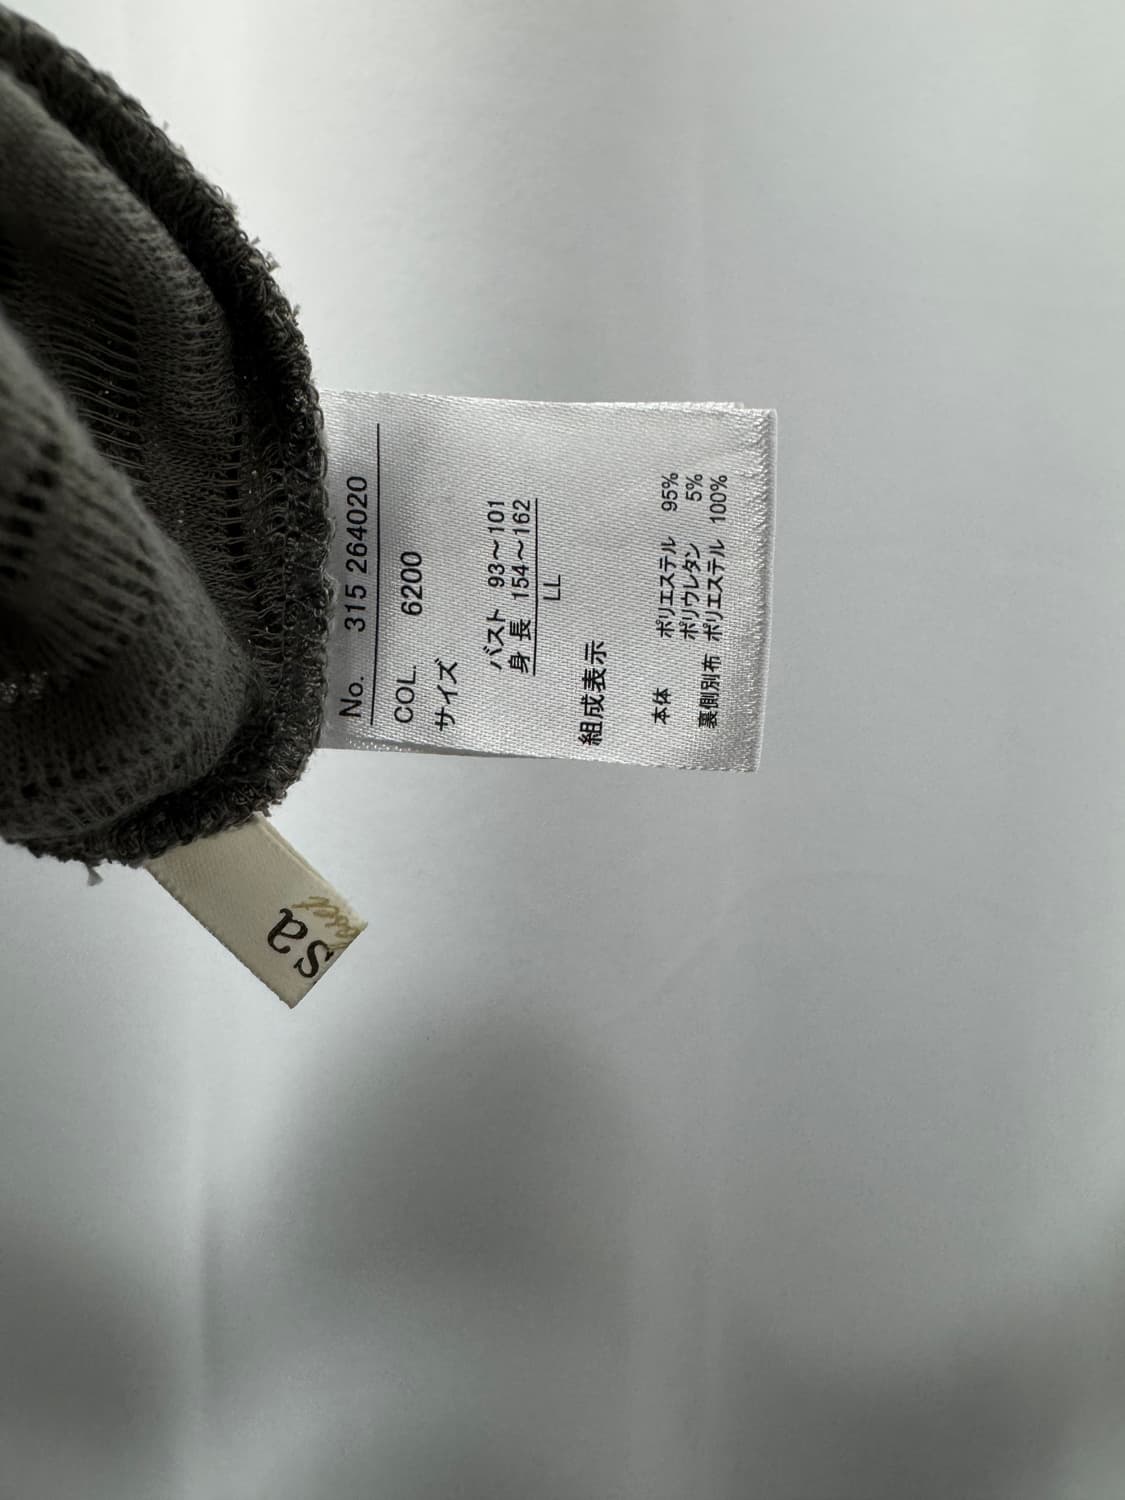 No. 315 264020
COL. 6200
サイズ
バスト 93〜101
身長 154〜162
LL
組成表示
本体 ポリエステル 95%
ポリウレタン 5%
裏側別布 ポリエステル 100%
sa